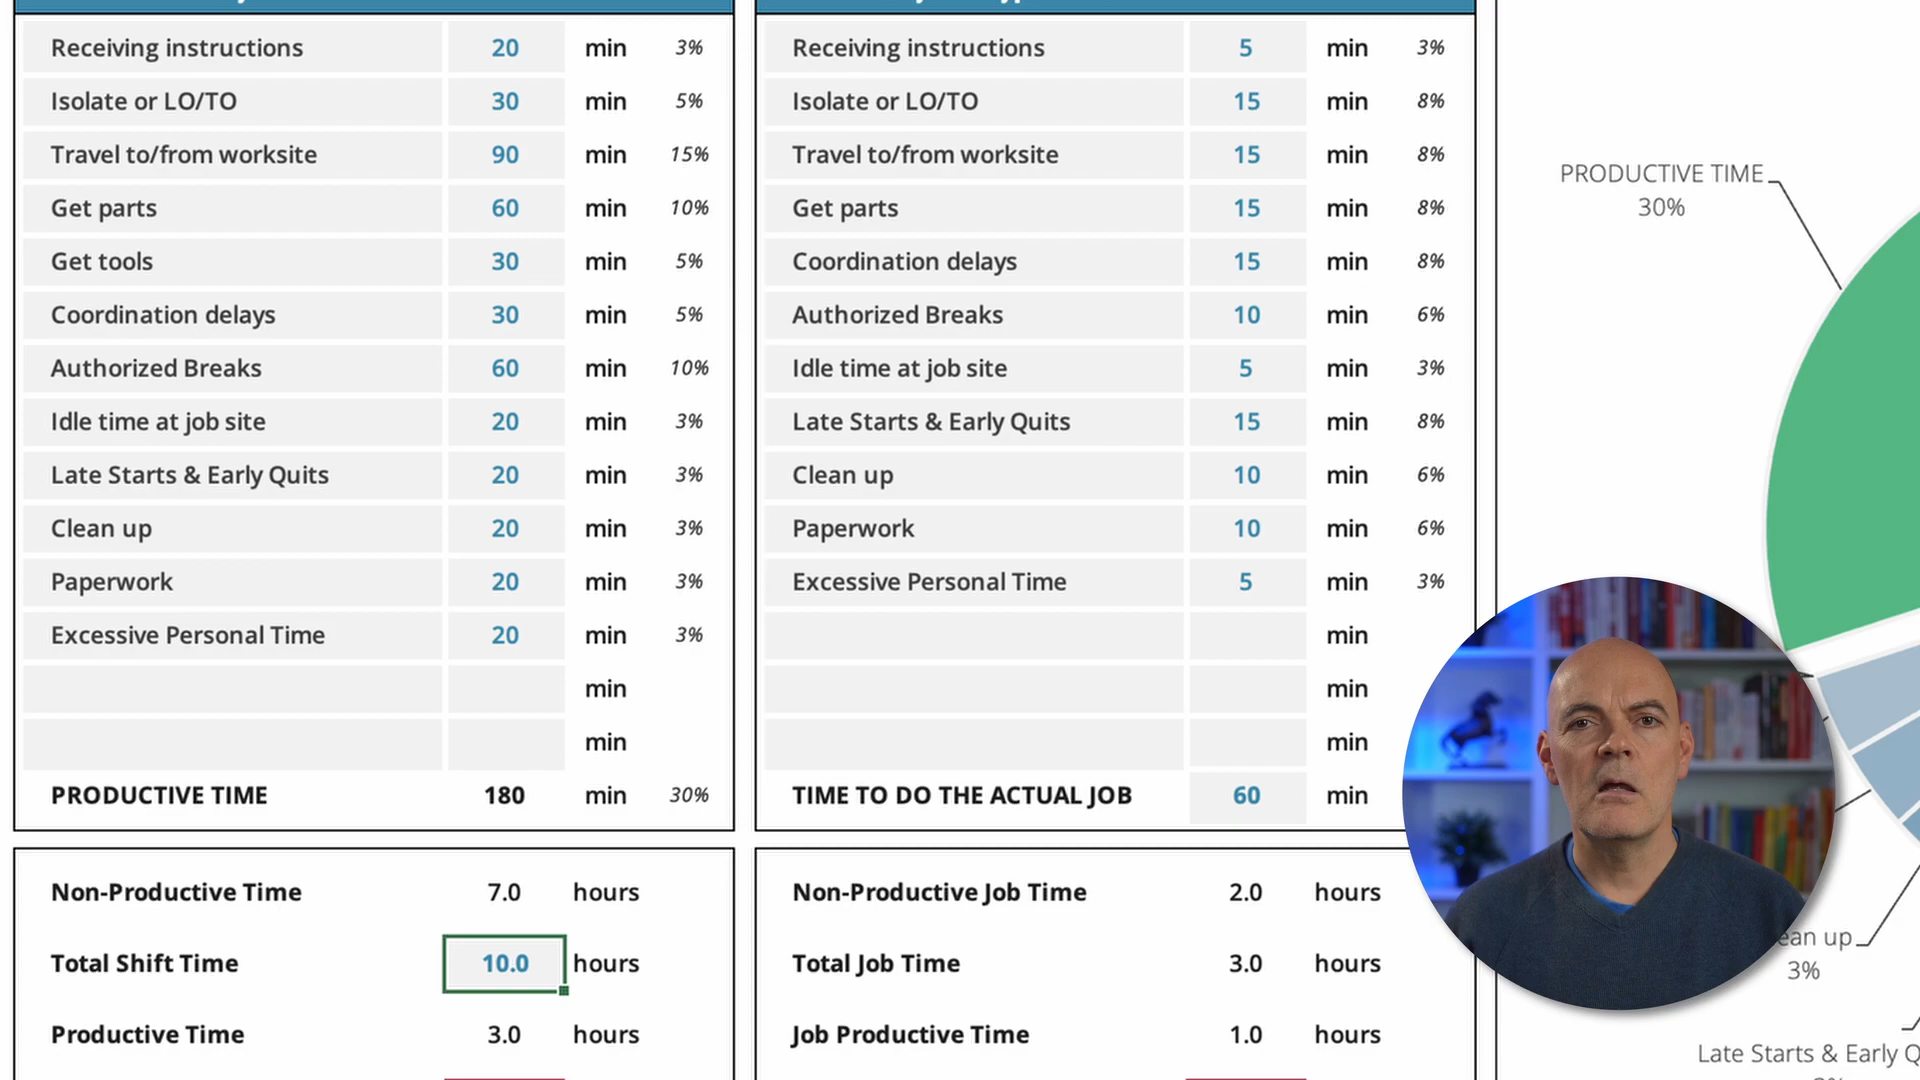 Receiving instructions 20 min 3%
Isolate or LO/TO 30 min 5%
Travel to/from worksite 90 min 15%
Get parts 60 min 10%
Get tools 30 min 5%
Coordination delays 30 min 5%
Authorized Breaks 60 min 10%
Idle time at job site 20 min 3%
Late Starts & Early Quits 20 min 3%
Clean up 20 min 3%
Paperwork 20 min 3%
Excessive Personal Time 20 min 3%
min
min
PRODUCTIVE TIME 180 min 30%
Non-Productive Time 7.0 hours
Total Shift Time 10.0 hours
Productive Time 3.0 hours
Receiving instructions 5 min 3%
Isolate or LO/TO 15 min 8%
Travel to/from worksite 15 min 8%
Get parts 15 min 8%
Coordination delays 15 min 8%
Authorized Breaks 10 min 6%
Idle time at job site 5 min 3%
Late Starts & Early Quits 15 min 8%
Clean up 10 min 6%
Paperwork 10 min 6%
Excessive Personal Time 5 min 3%
min
min
min
TIME TO DO THE ACTUAL JOB 60 min
Non-Productive Job Time 2.0 hours
Total Job Time 3.0 hours
Job Productive Time 1.0 hours
PRODUCTIVE TIME
30%
ean up
3%
Late Starts & Early Q